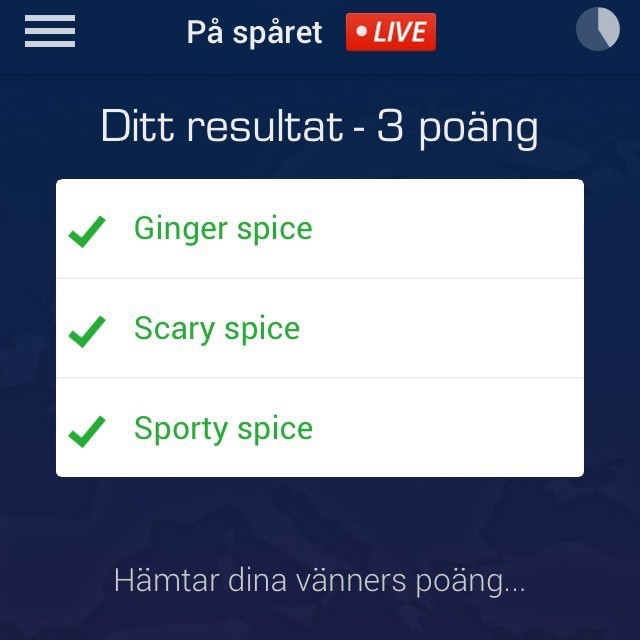 På spåret LIVE
Ditt resultat - 3 poäng
Ginger spice
Scary spice
Sporty spice
Hämtar dina vänners poäng...